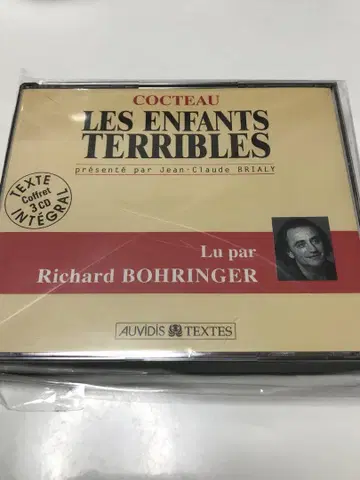 COCTEAU
LES ENFANTS
TERRIBLES
présenté par Jean-Claude BRIALY
TEXTE
Coffret
3 CD
INTÉGRAL
Lu par
Richard BOHRINGER
AUVIDIS TEXTES